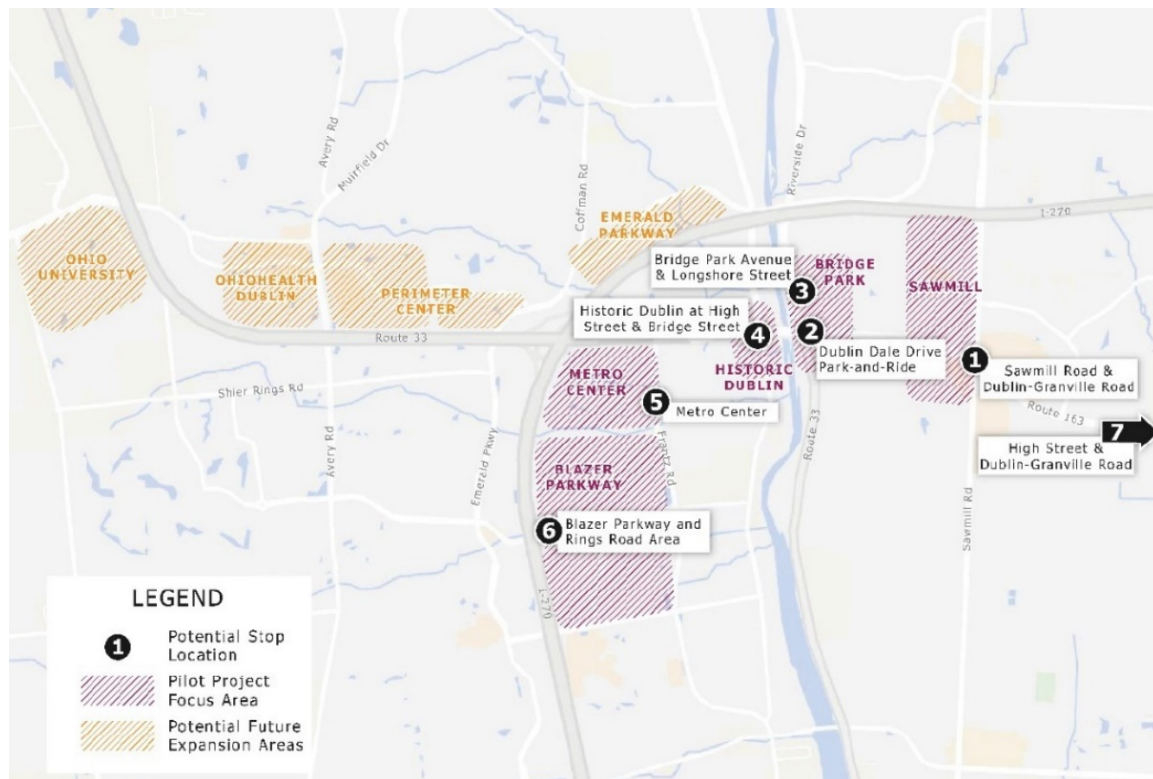 Avery Rd
Muirfield Dr
Coffman Rd
Riverside Dr
I-270
EMERALD
PARKWAY
OHIO
UNIVERSITY
OHIOHEALTH
DUBLIN
PERIMETER
CENTER
Bridge Park Avenue
& Longshore Street
3
BRIDGE
PARK
SAWMILL
Historic Dublin at High
Street & Bridge Street
4
2
Dublin Dale Drive
Park-and-Ride
1
Sawmill Road &
Dublin-Granville Road
Route 33
HISTORIC
DUBLIN
METRO
CENTER
5
Metro Center
Shier Rings Rd
Route 163
7
High Street &
Dublin-Granville Road
Avery Rd
Emerald Pkwy
Frantz Rd
Route 33
Sawmill Rd
BLAZER
PARKWAY
6
Blazer Parkway and
Rings Road Area
I-270
LEGEND
1
Potential Stop
Location
Pilot Project
Focus Area
Potential Future
Expansion Areas